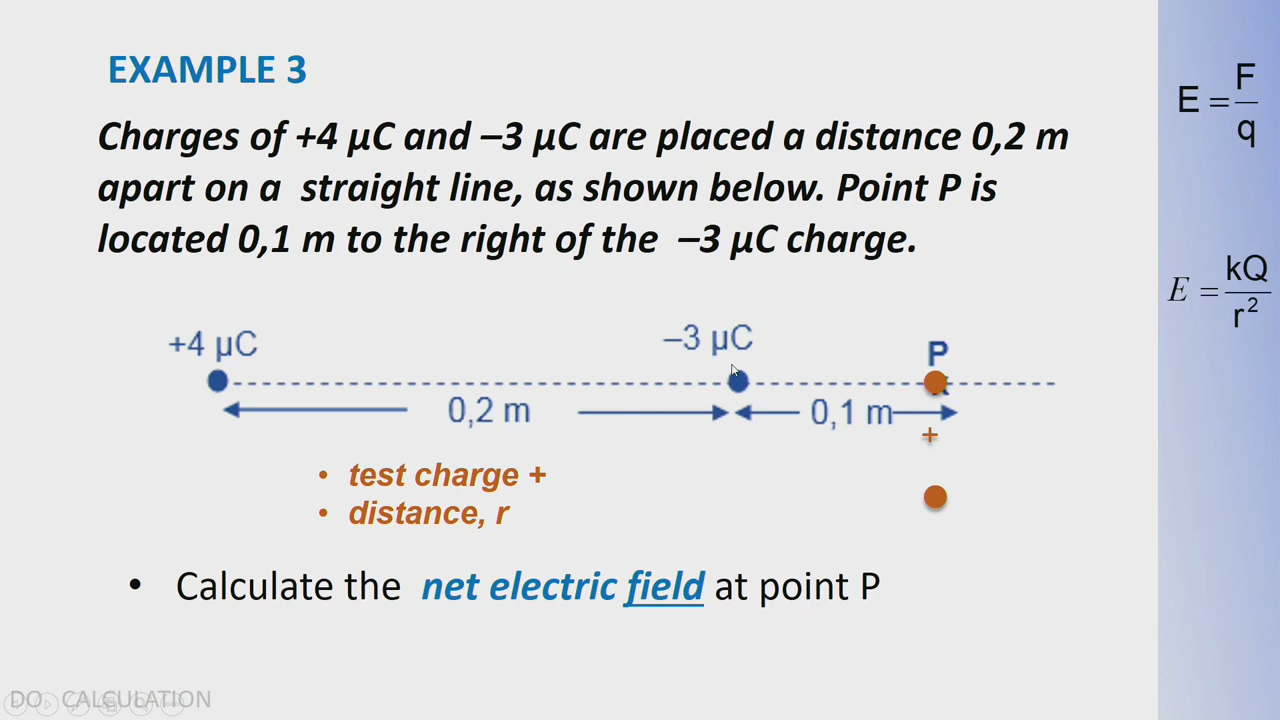 EXAMPLE 3
Charges of +4 µC and –3 µC are placed a distance 0,2 m
apart on a straight line, as shown below. Point P is
located 0,1 m to the right of the –3 µC charge.
+4 µC
–3 µC
P
0,2 m
0,1 m
+
• test charge +
• distance, r
• Calculate the net electric field at point P
DO CALCULATION
E = F/q
E = kQ/r²